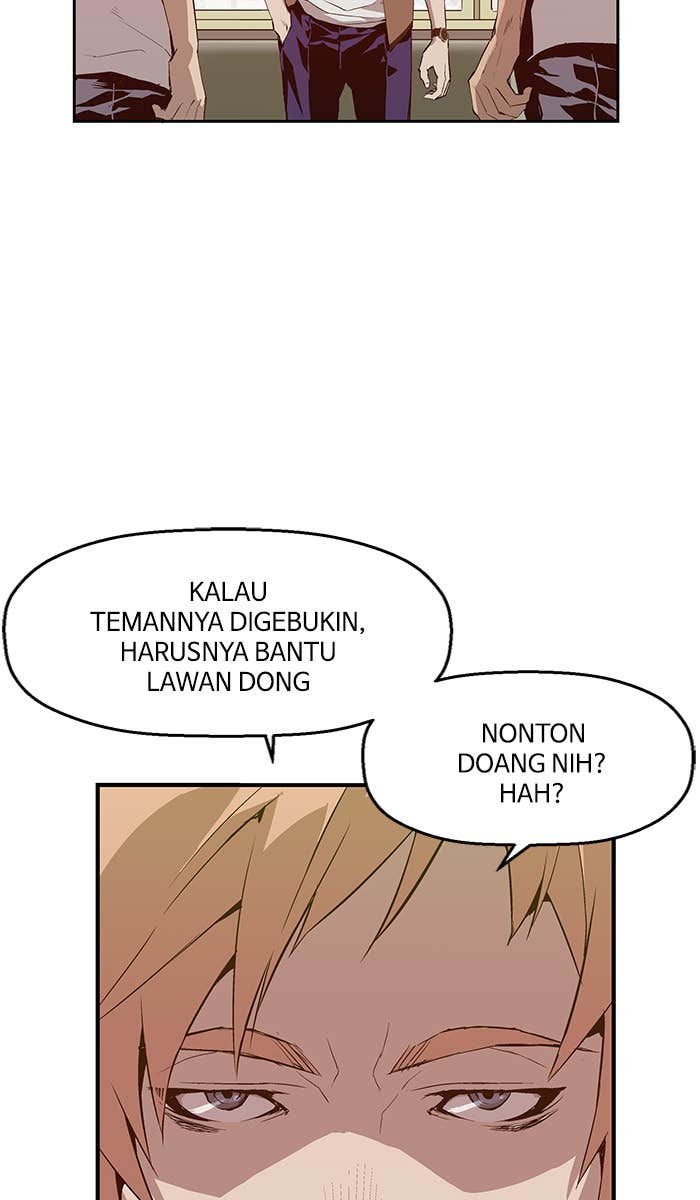 KALAU
TEMANNYA DIGEBUKIN,
HARUSNYA BANTU
LAWAN DONG
NONTON
DOANG NIH?
HAH?